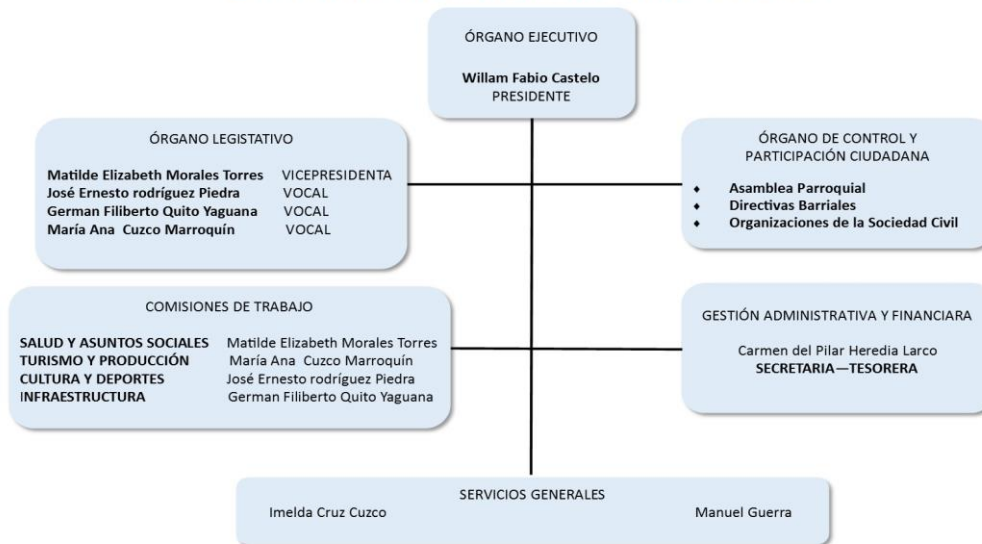 ÓRGANO EJECUTIVO
Willam Fabio Castelo
PRESIDENTE
ÓRGANO LEGISTATIVO
Matilde Elizabeth Morales Torres VICEPRESIDENTA
José Ernesto rodríguez Piedra VOCAL
German Filiberto Quito Yaguana VOCAL
María Ana Cuzco Marroquín VOCAL
ÓRGANO DE CONTROL Y
PARTICIPACIÓN CIUDADANA
♦ Asamblea Parroquial
♦ Directivas Barriales
♦ Organizaciones de la Sociedad Civil
COMISIONES DE TRABAJO
SALUD Y ASUNTOS SOCIALES Matilde Elizabeth Morales Torres
TURISMO Y PRODUCCIÓN María Ana Cuzco Marroquín
CULTURA Y DEPORTES José Ernesto rodríguez Piedra
INFRAESTRUCTURA German Filiberto Quito Yaguana
GESTIÓN ADMINISTRATIVA Y FINANCIARA
Carmen del Pilar Heredia Larco
SECRETARIA—TESORERA
SERVICIOS GENERALES
Imelda Cruz Cuzco Manuel Guerra